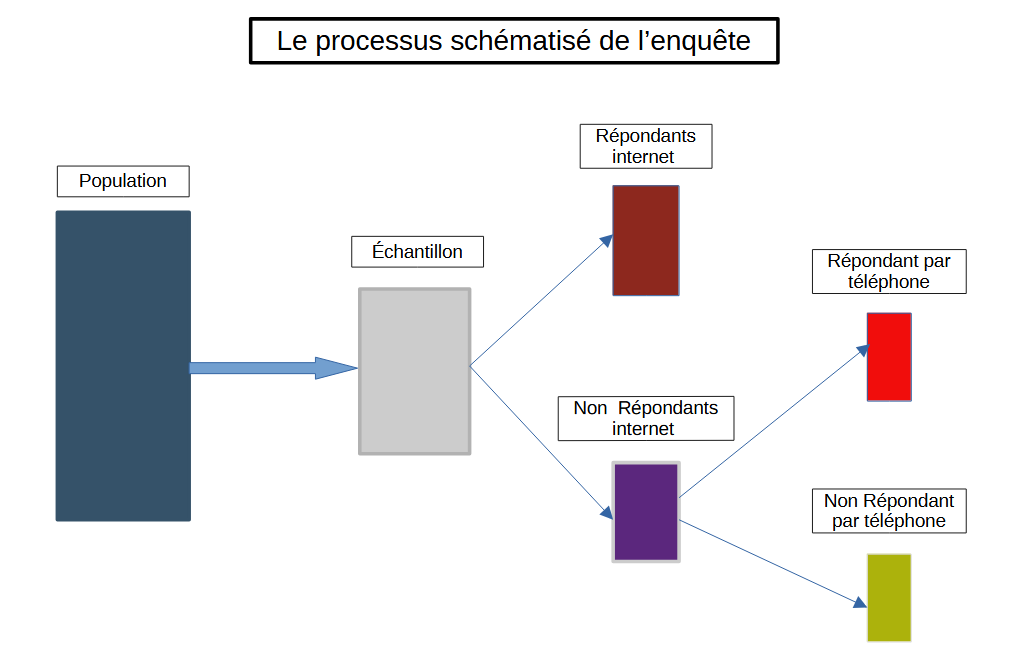 Le processus schématisé de l’enquête
Répondants
internet
Population
Échantillon
Répondant par
téléphone
Non  Répondants
internet
Non Répondant
par téléphone